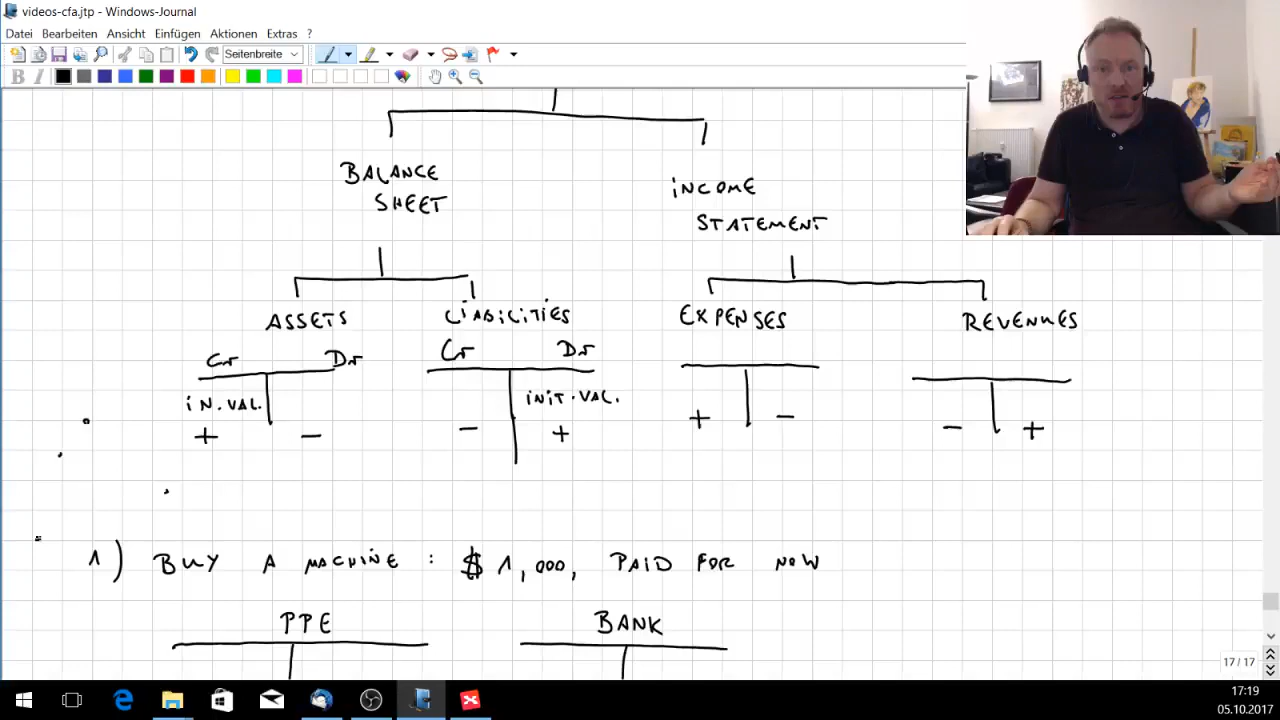 videos-cfa.jtp - Windows-Journal
Datei Bearbeiten Ansicht Einfügen Aktionen Extras ?
Seitenbreite
B I
BALANCE
SHEET
INCOME
STATEMENT
ASSETS LIABILITIES EXPENSES REVENUES
Cr Dr Cr Dr
IN.VAL. INIT.VAL.
+ - - + + - - +
1) BUY A MACHINE : $ 1,000, PAID FOR NOW
PPE BANK
17 / 17
17:19
05.10.2017